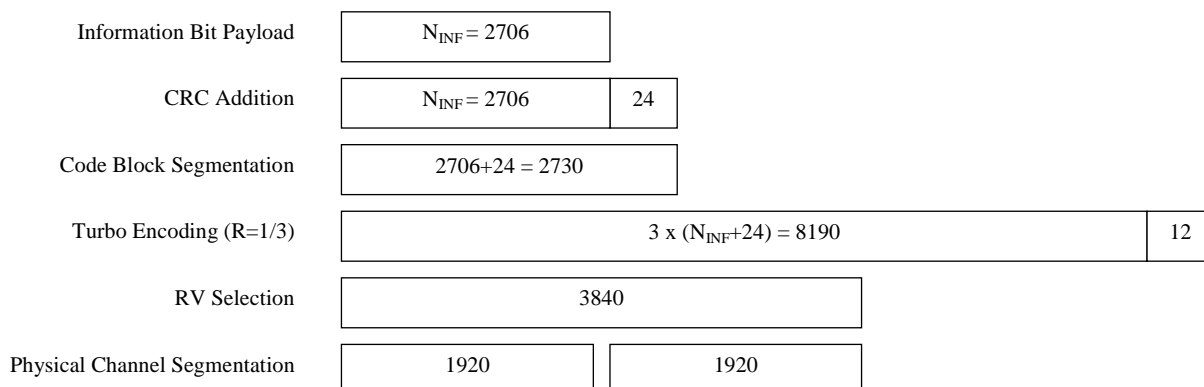 Information Bit Payload
N_INF = 2706
CRC Addition
N_INF = 2706
24
Code Block Segmentation
2706+24 = 2730
Turbo Encoding (R=1/3)
3 x (N_INF+24) = 8190
12
RV Selection
3840
Physical Channel Segmentation
1920
1920